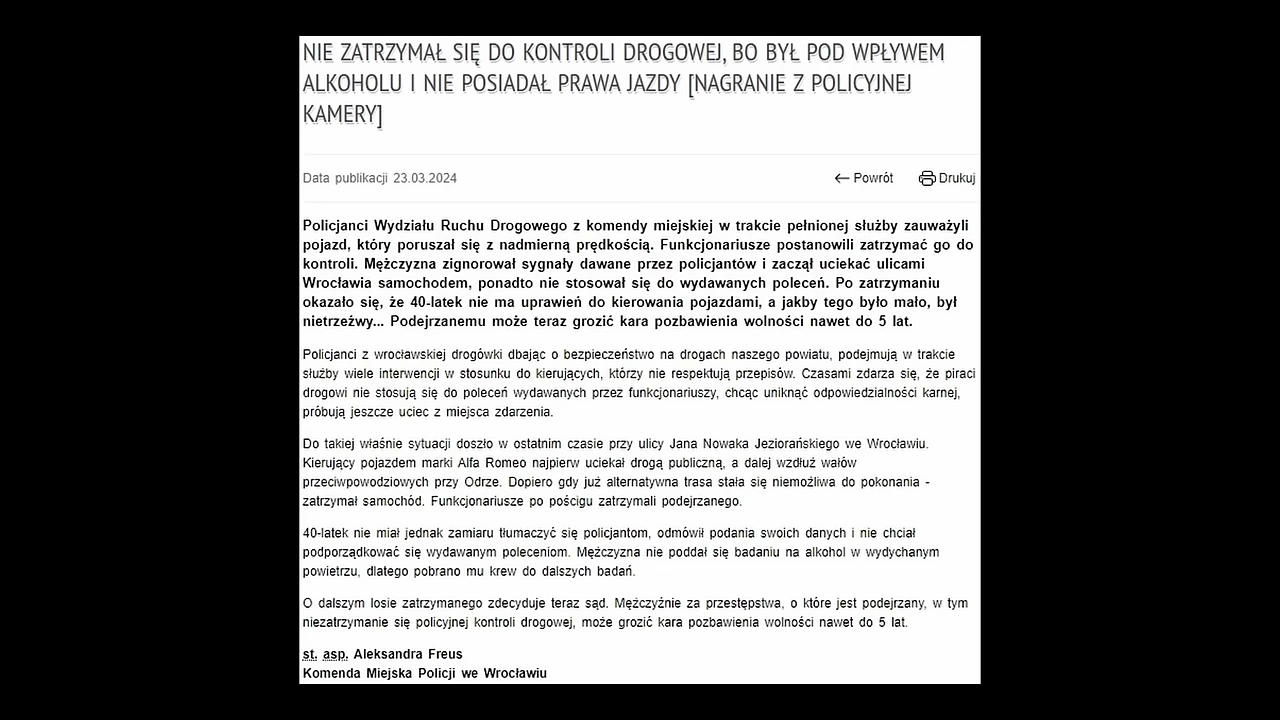 NIE ZATRZYMAŁ SIĘ DO KONTROLI DROGOWEJ, BO BYŁ POD WPŁYWEM
ALKOHOLU I NIE POSIADAŁ PRAWA JAZDY [NAGRANIE Z POLICYJNEJ
KAMERY]
Data publikacji 23.03.2024
Powrót
Drukuj
Policjanci Wydziału Ruchu Drogowego z komendy miejskiej w trakcie pełnionej służby zauważyli
pojazd, który poruszał się z nadmierną prędkością. Funkcjonariusze postanowili zatrzymać go do
kontroli. Mężczyzna zignorował sygnały dawane przez policjantów i zaczął uciekać ulicami
Wrocławia samochodem, ponadto nie stosował się do wydawanych poleceń. Po zatrzymaniu
okazało się, że 40-latek nie ma uprawień do kierowania pojazdami, a jakby tego było mało, był
nietrzeźwy... Podejrzanemu może teraz grozić kara pozbawienia wolności nawet do 5 lat.
Policjanci z wrocławskiej drogówki dbając o bezpieczeństwo na drogach naszego powiatu, podejmują w trakcie
służby wiele interwencji w stosunku do kierujących, którzy nie respektują przepisów. Czasami zdarza się, że piraci
drogowi nie stosują się do poleceń wydawanych przez funkcjonariuszy, chcąc uniknąć odpowiedzialności karnej,
próbują jeszcze uciec z miejsca zdarzenia.
Do takiej właśnie sytuacji doszło w ostatnim czasie przy ulicy Jana Nowaka Jeziorańskiego we Wrocławiu.
Kierujący pojazdem marki Alfa Romeo najpierw uciekał drogą publiczną, a dalej wzdłuż wałów
przeciwpowodziowych przy Odrze. Dopiero gdy już alternatywna trasa stała się niemożliwa do pokonania -
zatrzymał samochód. Funkcjonariusze po pościgu zatrzymali podejrzanego.
40-latek nie miał jednak zamiaru tłumaczyć się policjantom, odmówił podania swoich danych i nie chciał
podporządkować się wydawanym poleceniom. Mężczyzna nie poddał się badaniu na alkohol w wydychanym
powietrzu, dlatego pobrano mu krew do dalszych badań.
O dalszym losie zatrzymanego zdecyduje teraz sąd. Mężczyźnie za przestępstwa, o które jest podejrzany, w tym
niezatrzymanie się policyjnej kontroli drogowej, może grozić kara pozbawienia wolności nawet do 5 lat.
st. asp. Aleksandra Freus
Komenda Miejska Policji we Wrocławiu